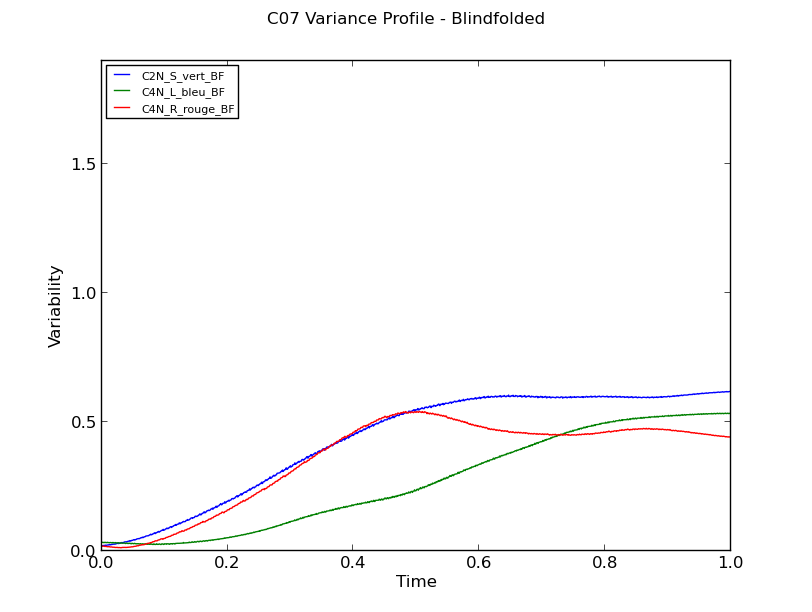 C07 Variance Profile - Blindfolded
C2N_S_vert_BF
C4N_L_bleu_BF
C4N_R_rouge_BF
1.5
1.0
0.5
0.0
Variability
0.0 0.2 0.4 0.6 0.8 1.0
Time